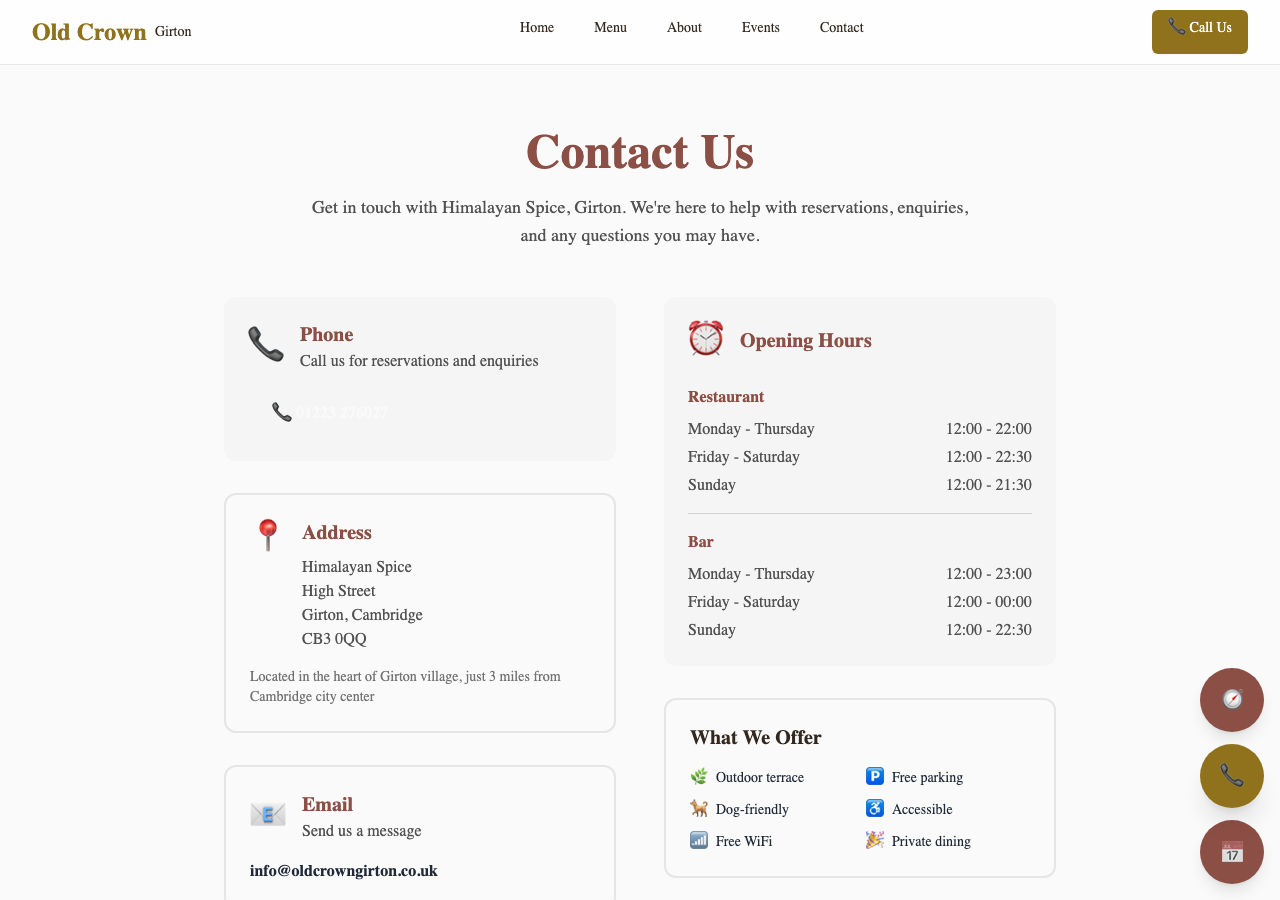 Old Crown Girton
Home Menu About Events Contact
Call Us
Contact Us
Get in touch with Himalayan Spice, Girton. We're here to help with reservations, enquiries,
and any questions you may have.
Phone
Call us for reservations and enquiries
01223 276027
Address
Himalayan Spice
High Street
Girton, Cambridge
CB3 0QQ
Located in the heart of Girton village, just 3 miles from
Cambridge city center
Email
Send us a message
info@oldcrowngirton.co.uk
Opening Hours
Restaurant
Monday - Thursday 12:00 - 22:00
Friday - Saturday 12:00 - 22:30
Sunday 12:00 - 21:30
Bar
Monday - Thursday 12:00 - 23:00
Friday - Saturday 12:00 - 00:00
Sunday 12:00 - 22:30
What We Offer
Outdoor terrace
Free parking
Dog-friendly
Accessible
Free WiFi
Private dining
17